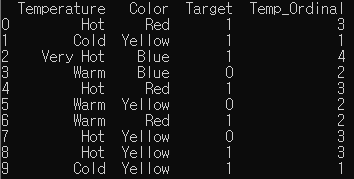 Temperature Color Target Temp_Ordinal
0 Hot Red 1 3
1 Cold Yellow 1 1
2 Very Hot Blue 1 4
3 Warm Blue 0 2
4 Hot Red 1 3
5 Warm Yellow 0 2
6 Warm Red 1 2
7 Hot Yellow 0 3
8 Hot Yellow 1 3
9 Cold Yellow 1 1